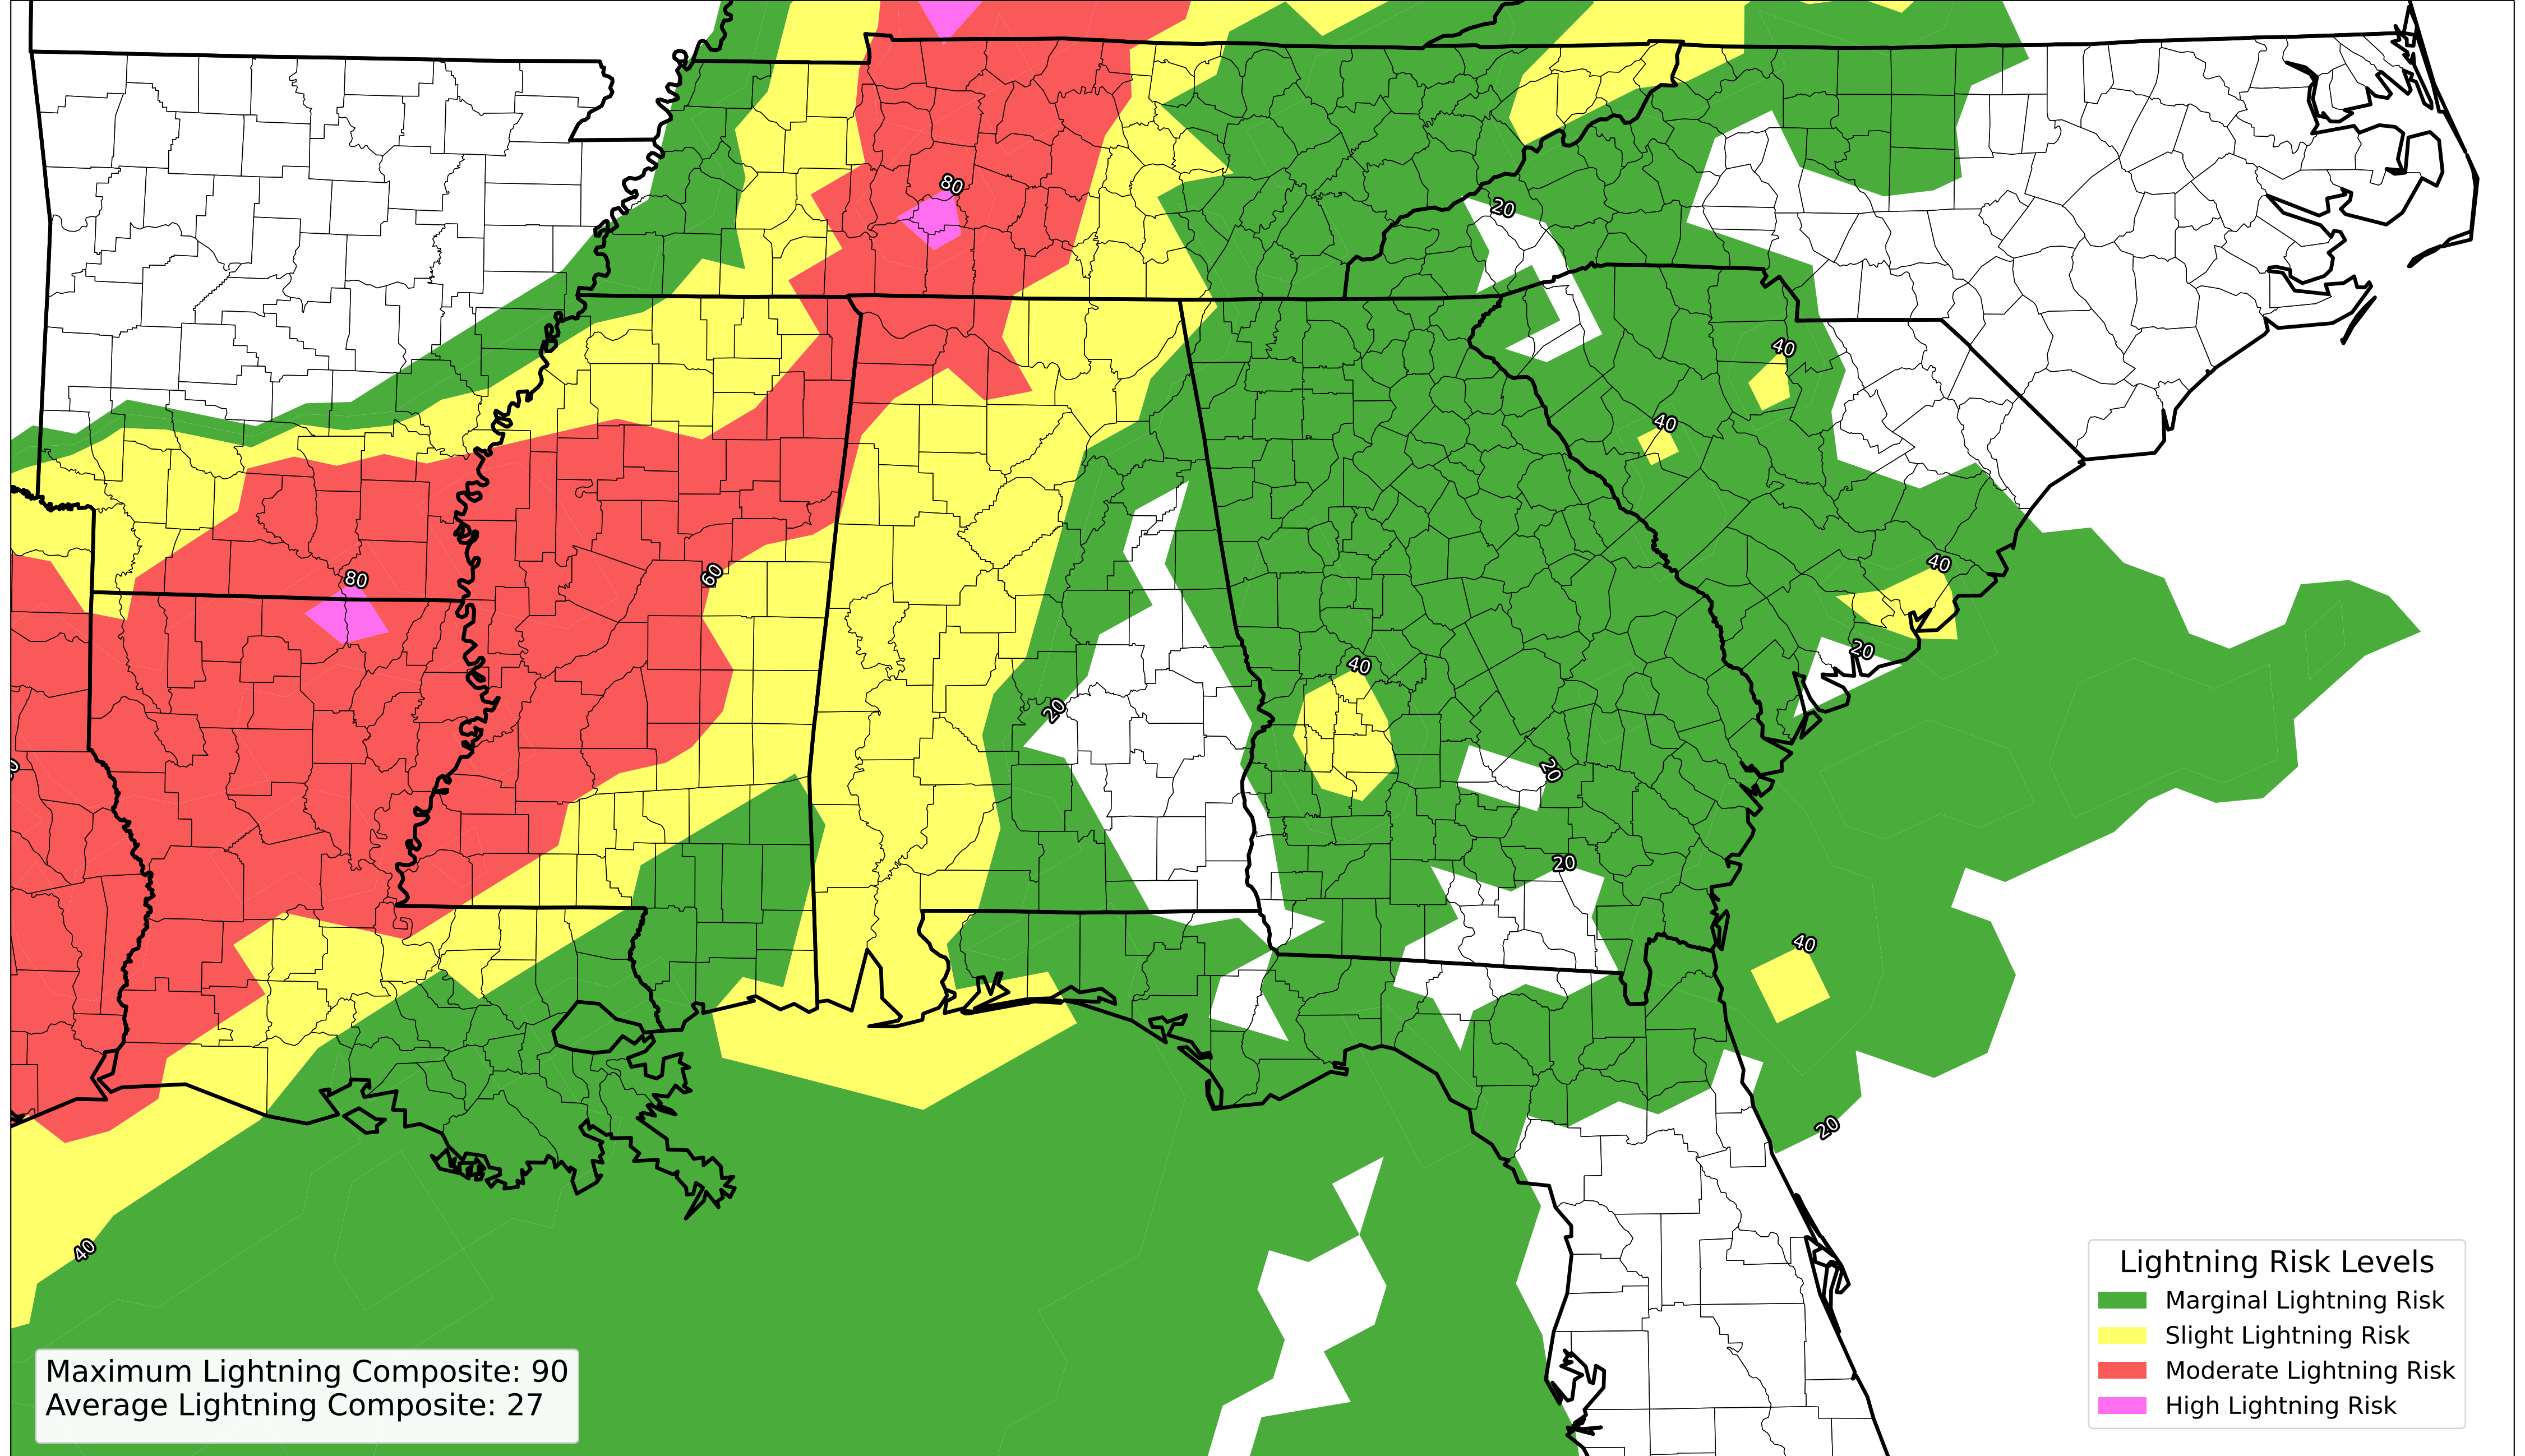 80
20
40
40
80
60
40
20
40
20
20
20
40
20
40
Lightning Risk Levels
Marginal Lightning Risk
Slight Lightning Risk
Moderate Lightning Risk
High Lightning Risk
Maximum Lightning Composite: 90
Average Lightning Composite: 27